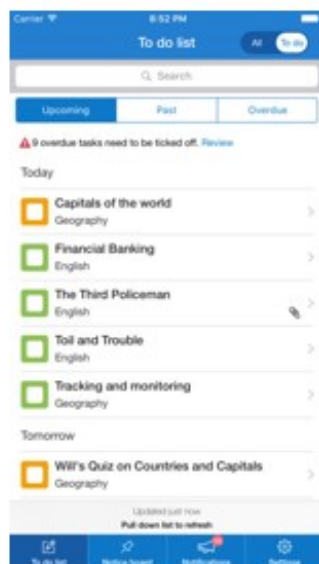 Carrier 8:52 PM
To do list All To do
Search
Upcoming Past Overdue
9 overdue tasks need to be ticked off. Review
Today
Capitals of the world
Geography
Financial Banking
English
The Third Policeman
English
Toil and Trouble
English
Tracking and monitoring
Geography
Tomorrow
Will's Quiz on Countries and Capitals
Geography
Updated just now
Pull down list to refresh
To do list Notice board Notifications Settings